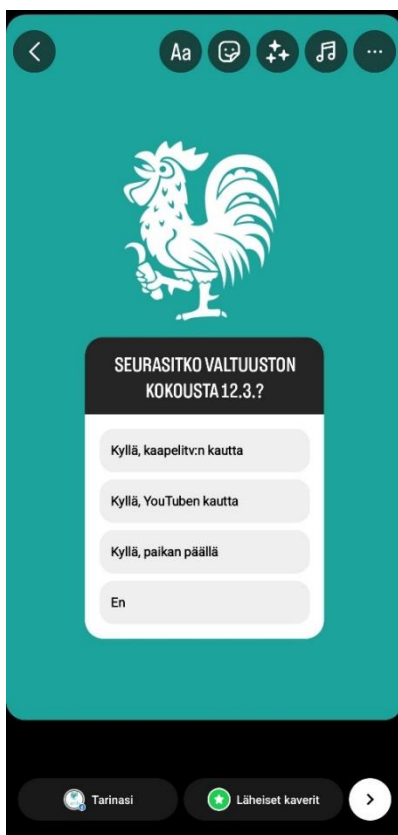 Aa
SEURASITKO VALTUUSTON
KOKOUSTA 12.3.?
Kyllä, kaapelitv:n kautta
Kyllä, YouTuben kautta
Kyllä, paikan päällä
En
Tarinasi
Läheiset kaverit